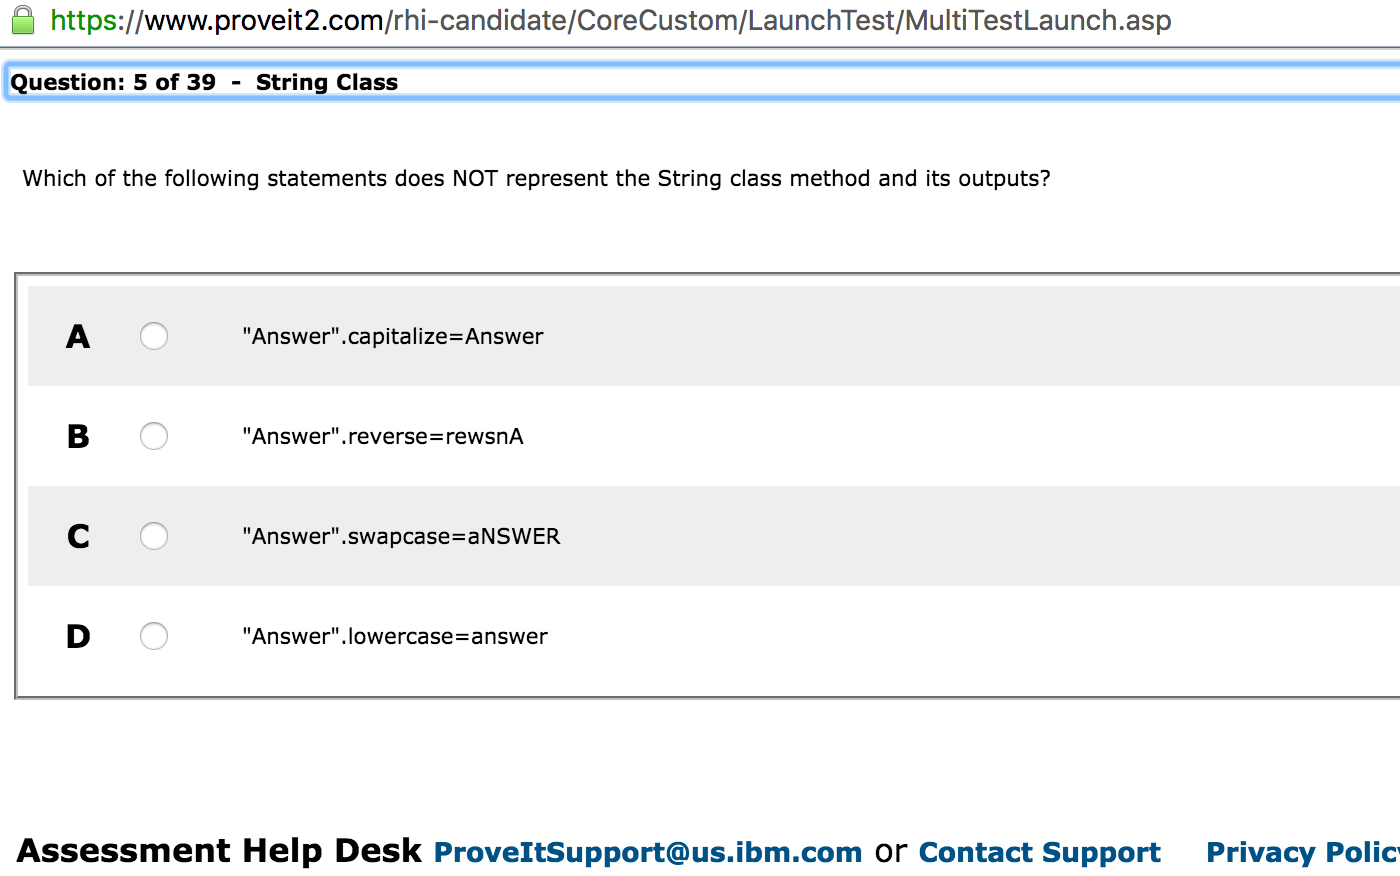 https://www.proveit2.com/rhi-candidate/CoreCustom/LaunchTest/MultiTestLaunch.asp
Question: 5 of 39 - String Class
Which of the following statements does NOT represent the String class method and its outputs?
A "Answer".capitalize=Answer
B "Answer".reverse=rewsnA
C "Answer".swapcase=aNSWER
D "Answer".lowercase=answer
Assessment Help Desk ProveItSupport@us.ibm.com or Contact Support Privacy Policy